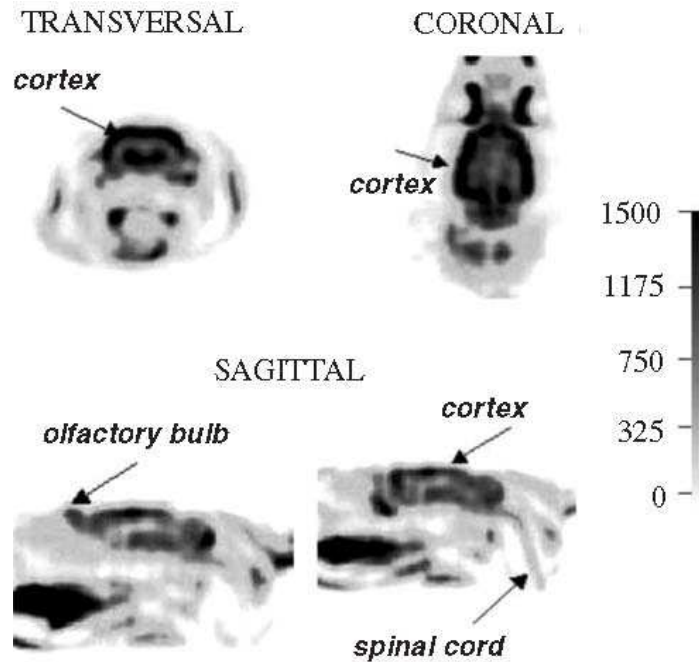 TRANSVERSAL
CORONAL
cortex
cortex
1500
1175
750
325
0
SAGITTAL
olfactory bulb
cortex
spinal cord